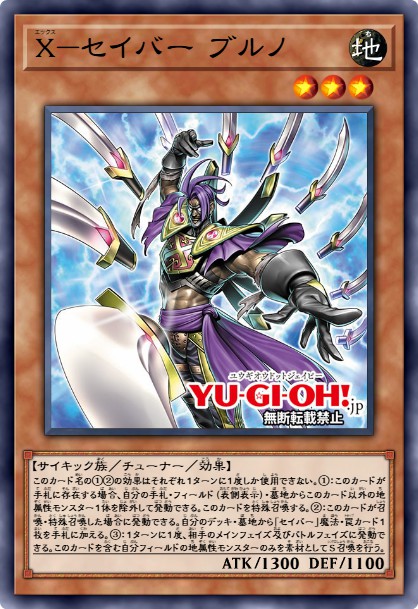 エックス
X－セイバー ブルノ
地
ユウギオウドットジェイピー
YU-GI-OH!.jp
無断転載禁止
【サイキック族／チューナー／効果】
このカード名の①②の効果はそれぞれ１ターンに１度しか使用できない。①：このカードが
手札に存在する場合、自分の手札・フィールド（表側表示）・墓地からこのカード以外の地
属性モンスター１体を除外して発動できる。このカードを特殊召喚する。②：このカードが召
喚・特殊召喚した場合に発動できる。自分のデッキ・墓地から「セイバー」魔法・罠カード１
枚を手札に加える。③：１ターンに１度、相手のメインフェイズ及びバトルフェイズに発動でき
る。このカードを含む自分フィールドの地属性モンスターのみを素材としてＳ召喚を行う。
ATK/1300 DEF/1100